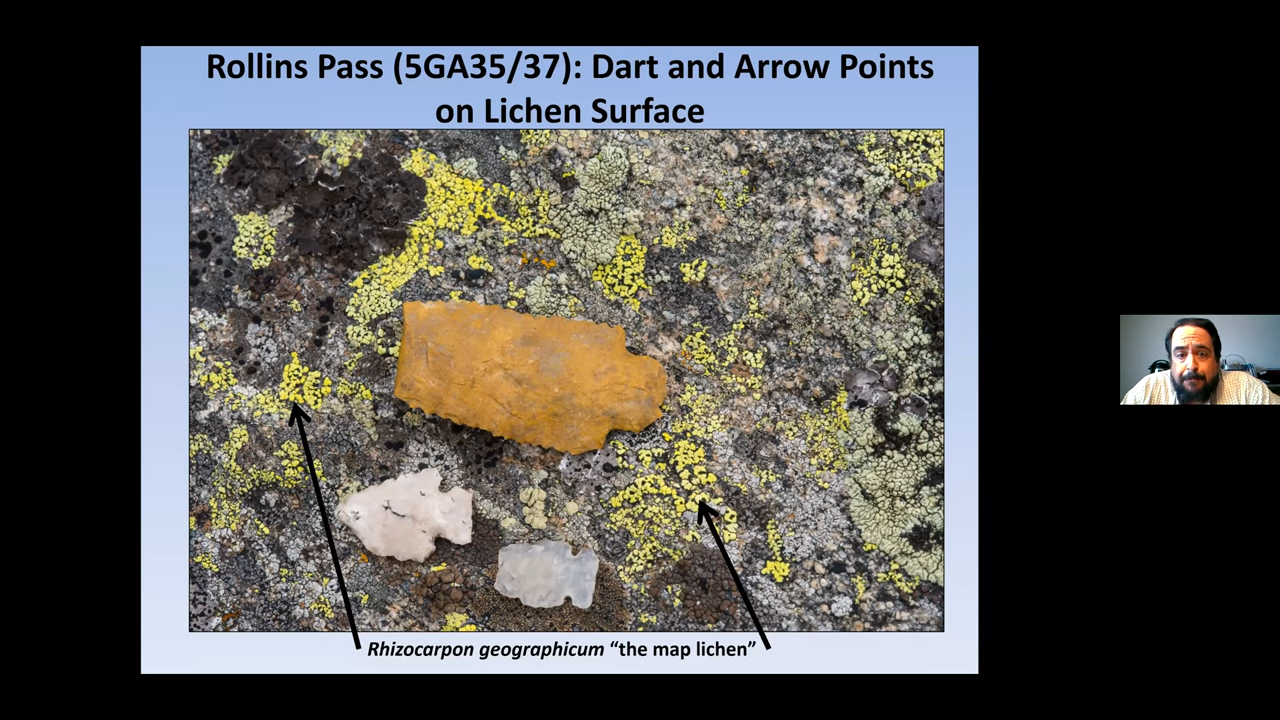 Rollins Pass (5GA35/37): Dart and Arrow Points
on Lichen Surface
Rhizocarpon geographicum “the map lichen”